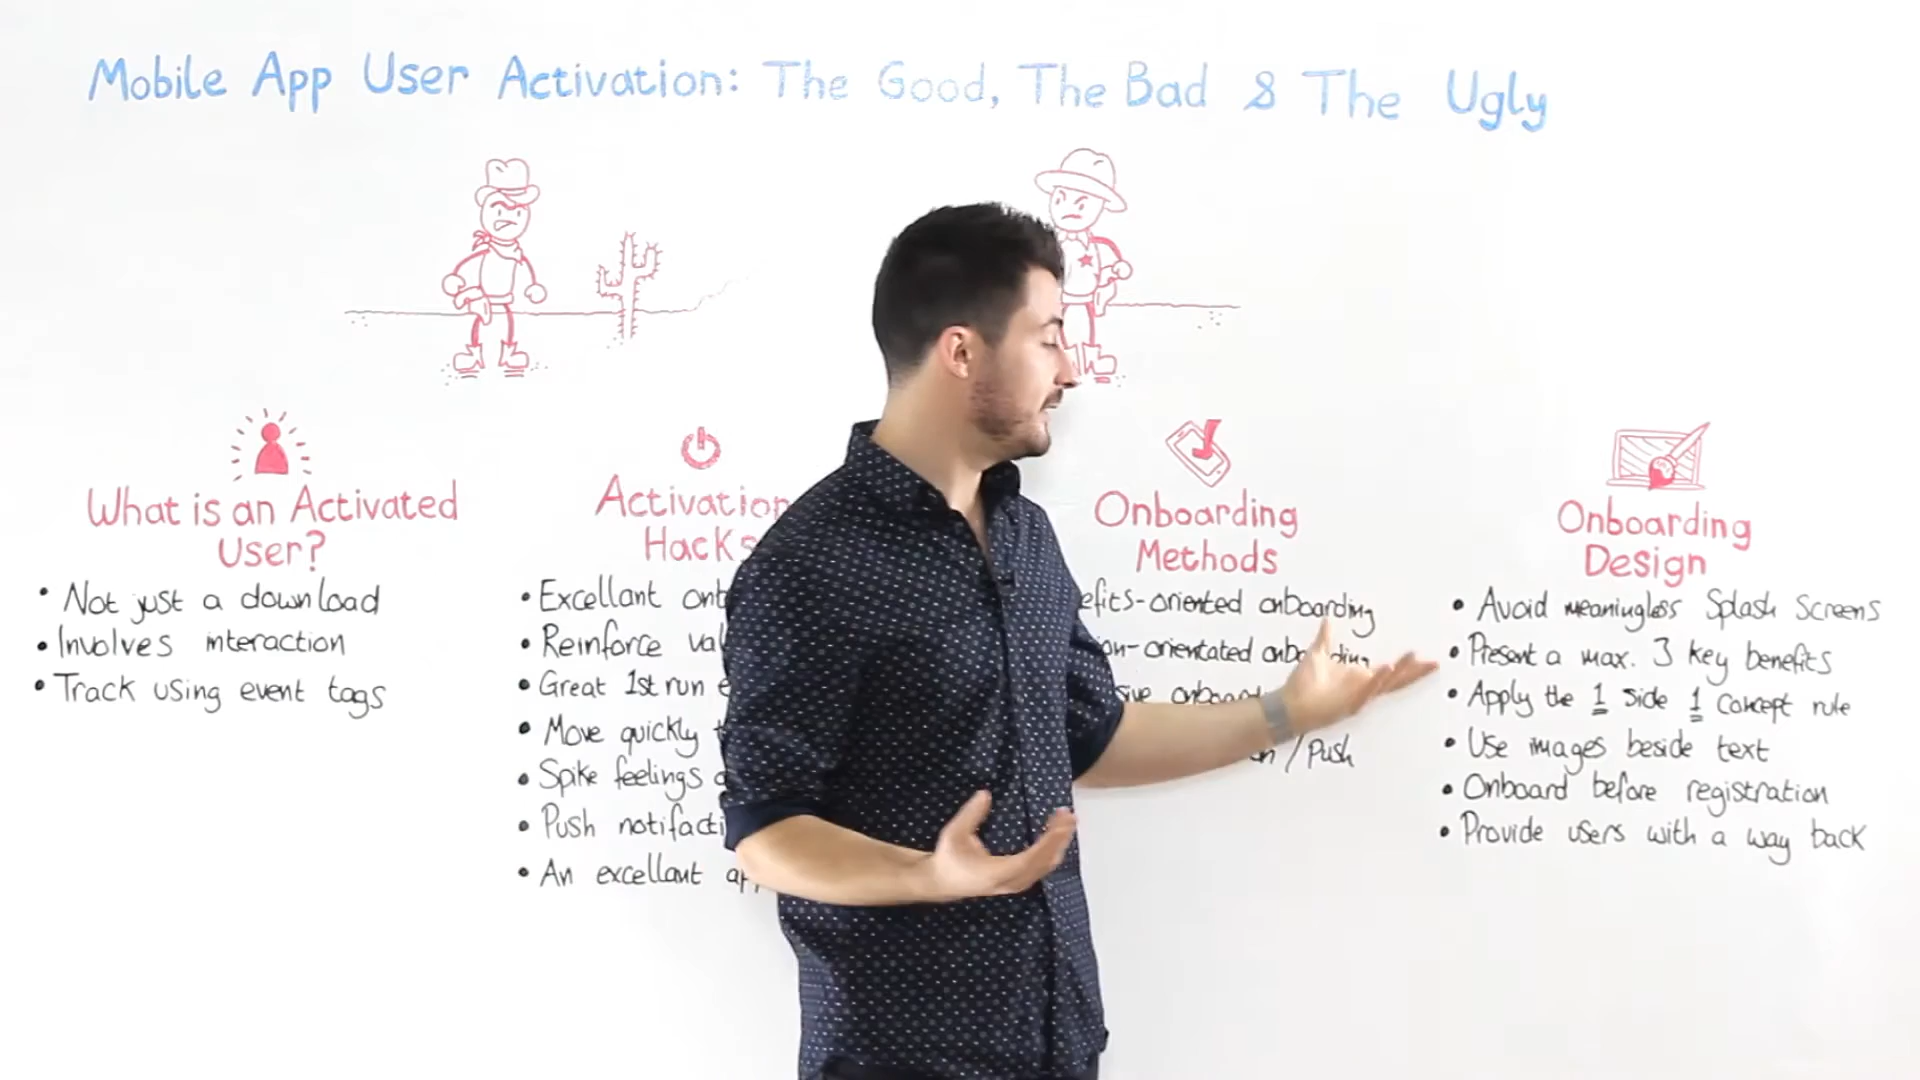 Mobile App User Activation: The Good, The Bad & The Ugly
What is an Activated
User?
• Not just a download
• Involves interaction
• Track using event tags
Activation
Hacks
• Excellant
• Reinforce
• Great 1st run
• Move quickly
• Spike feelings
• Push
• An excellant
Onboarding
Methods
oriented onboarding
orientated
/ Push
Onboarding
Design
• Avoid meaningless Splash Screens
• Present a max. 3 key benefits
• Apply the 1 side 1 concept rule
• Use images beside text
• Onboard before registration
• Provide users with a way back